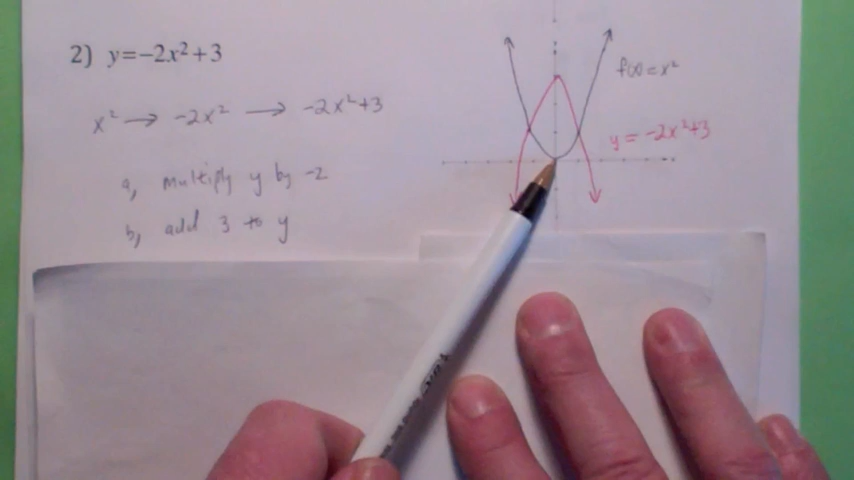 2) y=-2x²+3
x² → -2x² → -2x²+3
a, multiply y by -2
b, add 3 to y
f(x) = x²
y = -2x²+3